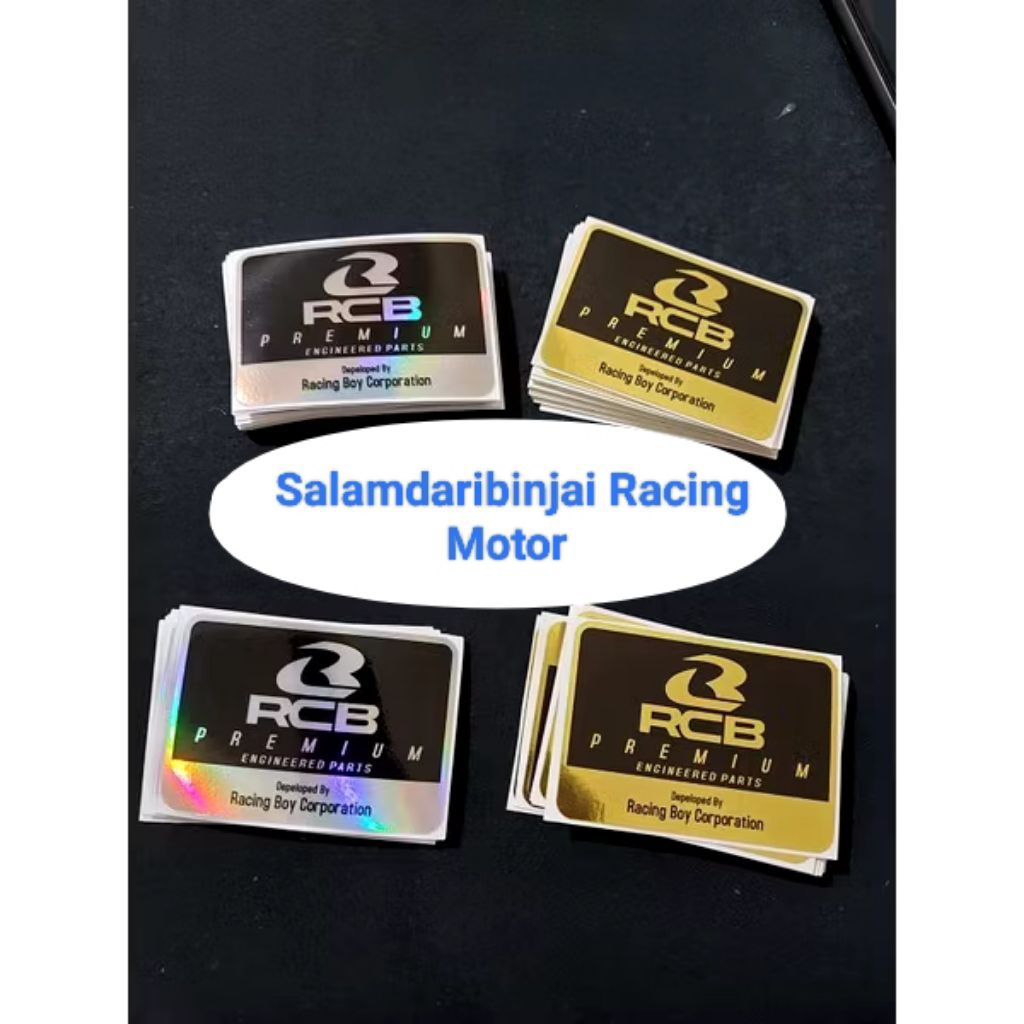 RCB
PREMIUM
ENGINEERED PARTS
Depeloped By
Racing Boy Corporation
RCB
PREMIUM
ENGINEERED PARTS
Depeloped By
Racing Boy Corporation
Salamdaribinjai Racing
Motor
RCB
PREMIUM
ENGINEERED PARTS
Depeloped By
Racing Boy Corporation
RCB
PREMIUM
ENGINEERED PARTS
Depeloped By
Racing Boy Corporation